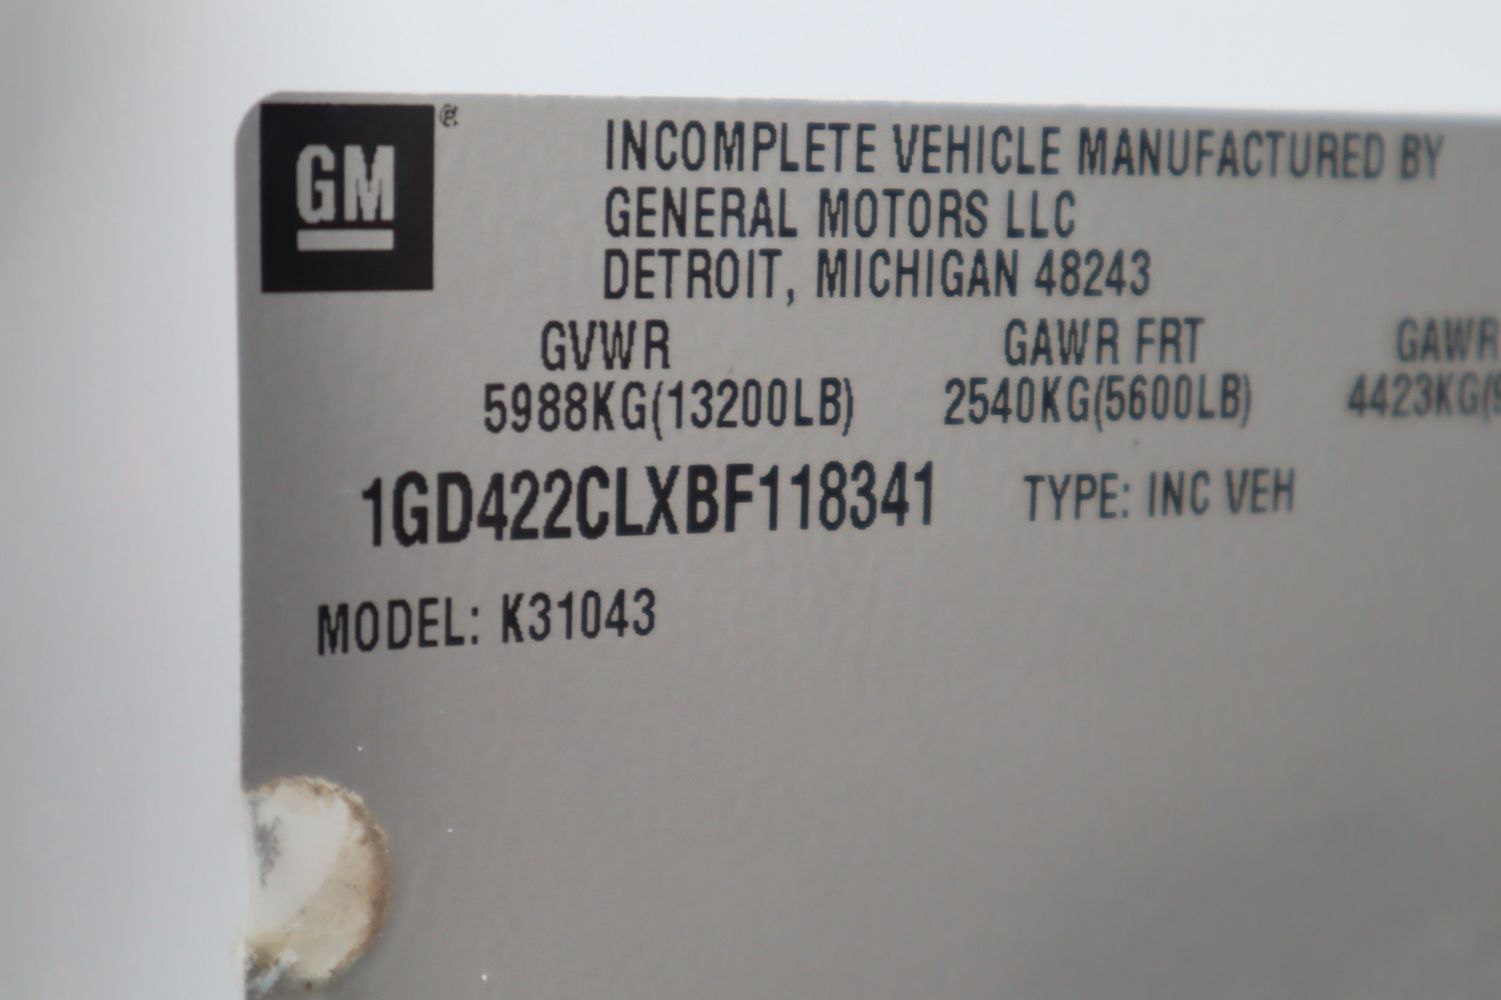 GM®
INCOMPLETE VEHICLE MANUFACTURED BY
GENERAL MOTORS LLC
DETROIT, MICHIGAN 48243
GVWR GAWR FRT GAWR
5988KG(13200LB) 2540KG(5600LB) 4423KG(9
1GD422CLXBF118341 TYPE: INC VEH
MODEL: K31043